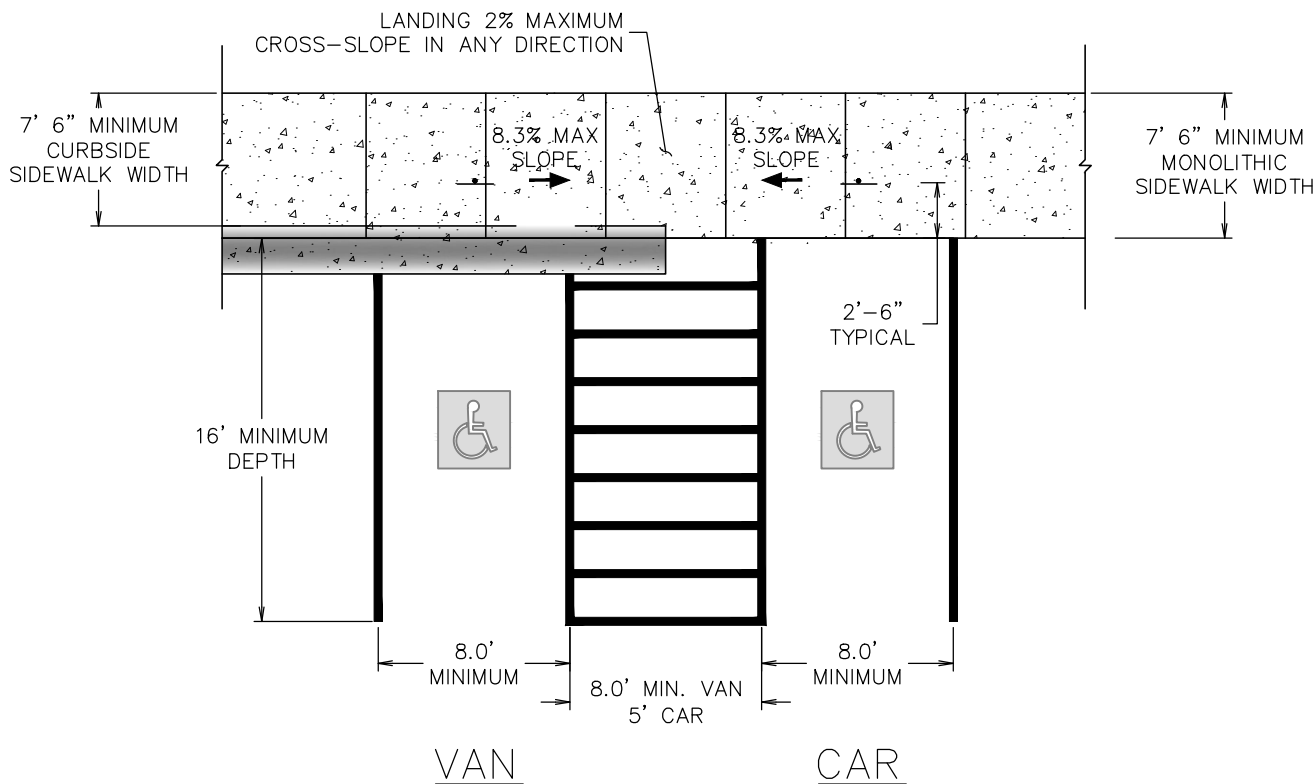 LANDING 2% MAXIMUM
CROSS-SLOPE IN ANY DIRECTION
7' 6" MINIMUM
CURBSIDE
SIDEWALK WIDTH
8.3% MAX
SLOPE
8.3% MAX
SLOPE
7' 6" MINIMUM
MONOLITHIC
SIDEWALK WIDTH
2'-6"
TYPICAL
16' MINIMUM
DEPTH
8.0'
MINIMUM
8.0' MIN. VAN
5' CAR
8.0'
MINIMUM
VAN
CAR